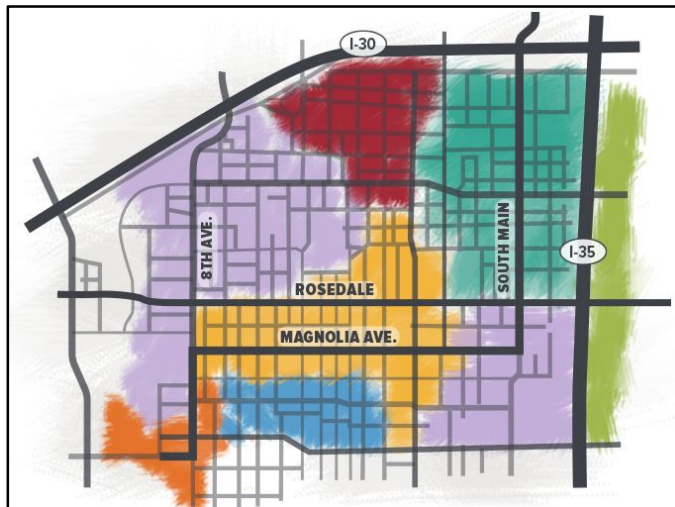 I-30
8TH AVE.
SOUTH MAIN
I-35
ROSEDALE
MAGNOLIA AVE.